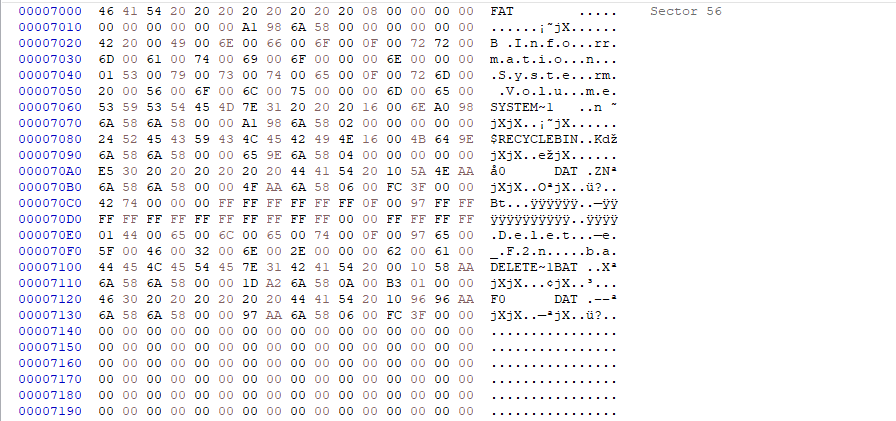 00007000 46 41 54 20 20 20 20 20 20 20 20 08 00 00 00 00 FAT ..... Sector 56
00007010 00 00 00 00 00 00 A1 98 6A 58 00 00 00 00 00 00 ......¡˜jX......
00007020 42 20 00 49 00 6E 00 66 00 6F 00 0F 00 72 72 00 B .I.n.f.o...rr.
00007030 6D 00 61 00 74 00 69 00 6F 00 00 00 6E 00 00 00 m.a.t.i.o...n...
00007040 01 53 00 79 00 73 00 74 00 65 00 0F 00 72 6D 00 .S.y.s.t.e...rm.
00007050 20 00 56 00 6F 00 6C 00 75 00 00 00 6D 00 65 00 .V.o.l.u...m.e.
00007060 53 59 53 54 45 4D 7E 31 20 20 20 16 00 6E A0 98 SYSTEM~1 ..n ˜
00007070 6A 58 6A 58 00 00 A1 98 6A 58 02 00 00 00 00 00 jXjX..¡˜jX......
00007080 24 52 45 43 59 43 4C 45 42 49 4E 16 00 4B 64 9E $RECYCLEBIN..Kdž
00007090 6A 58 6A 58 00 00 65 9E 6A 58 04 00 00 00 00 00 jXjX..ežjX......
000070A0 E5 30 20 20 20 20 20 20 44 41 54 20 10 5A 4E AA å0 DAT .ZNª
000070B0 6A 58 6A 58 00 00 4F AA 6A 58 06 00 FC 3F 00 00 jXjX..OªjX..ü?..
000070C0 42 74 00 00 00 FF FF FF FF FF FF 0F 00 97 FF FF Bt...ÿÿÿÿÿÿ..—ÿÿ
000070D0 FF FF FF FF FF FF FF FF FF FF 00 00 FF FF FF FF ÿÿÿÿÿÿÿÿÿÿ..ÿÿÿÿ
000070E0 01 44 00 65 00 6C 00 65 00 74 00 0F 00 97 65 00 .D.e.l.e.t...—e.
000070F0 5F 00 46 00 32 00 6E 00 2E 00 00 00 62 00 61 00 _.F.2.n.....b.a.
00007100 44 45 4C 45 54 45 7E 31 42 41 54 20 00 10 58 AA DELETE~1BAT ..Xª
00007110 6A 58 6A 58 00 00 1D A2 6A 58 0A 00 B3 01 00 00 jXjX...¢jX..³...
00007120 46 30 20 20 20 20 20 20 44 41 54 20 10 96 96 AA F0 DAT .––ª
00007130 6A 58 6A 58 00 00 97 AA 6A 58 06 00 FC 3F 00 00 jXjX..—ªjX..ü?..
00007140 00 00 00 00 00 00 00 00 00 00 00 00 00 00 00 00 ................
00007150 00 00 00 00 00 00 00 00 00 00 00 00 00 00 00 00 ................
00007160 00 00 00 00 00 00 00 00 00 00 00 00 00 00 00 00 ................
00007170 00 00 00 00 00 00 00 00 00 00 00 00 00 00 00 00 ................
00007180 00 00 00 00 00 00 00 00 00 00 00 00 00 00 00 00 ................
00007190 00 00 00 00 00 00 00 00 00 00 00 00 00 00 00 00 ................